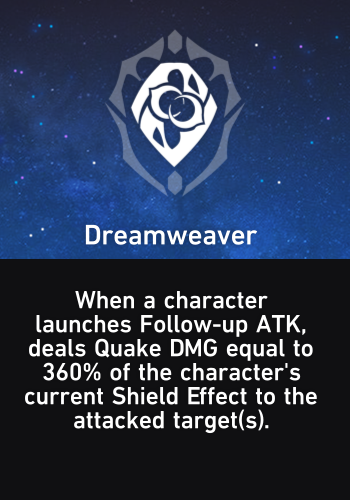 Dreamweaver
When a character
launches Follow-up ATK,
deals Quake DMG equal to
360% of the character's
current Shield Effect to the
attacked target(s).